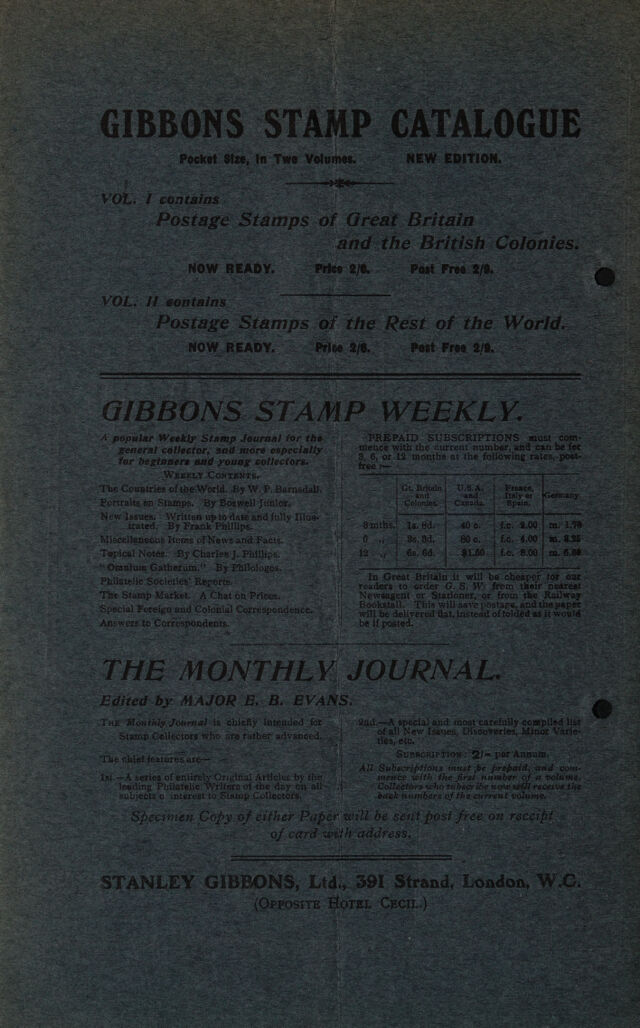 GIBBONS STAMP CATALOGUE
Pocket Size, in Two Volumes. NEW EDITION.
VOL. I contains
Postage Stamps of Great Britain
and the British Colonies.
NOW READY. Price 2/6. Post Free 2/9.
VOL. II contains
Postage Stamps of the Rest of the World.
NOW READY. Price 2/6. Post Free 2/9.
GIBBONS STAMP WEEKLY.
A popular Weekly Stamp Journal for the
general collector, and more especially
for beginners and young collectors.
WEEKLY CONTENTS.
The Countries of the World. By W. P. Barnsdall.
Portraits on Stamps. By Boswell Junior.
New Issues. Written up to date and fully Illus-
trated. By Frank Phillips.
Miscellaneous Items of News and Facts.
Topical Notes. By Charles J. Phillips.
"Omnium Gatherum." By Philologos.
Philatelic Societies' Reports.
The Stamp Market. A Chat on Prices.
Special Foreign and Colonial Correspondence.
Answers to Correspondents.
PREPAID SUBSCRIPTIONS must com-
mence with the current number, and can be for
3, 6, or 12 months at the following rates, post-
free :—
Gt. Britain and Colonies. U.S.A. and Canada. France, Italy or Spain. Germany
3 mths. 1s. 8d. 40 c. f.c. 2.00 m. 1.70
6 ,, 3s. 3d. 80 c. f.c. 4.00 m. 3.25
12 ,, 6s. 6d. $1.60 f.c. 8.00 m.
In Great Britain it will be cheaper for our
readers to order G. S. W. from their nearest
Newsagent or Stationer, or from the Railway
Bookstall. This will save postage, and the paper
will be delivered flat, instead of folded as it would
be if posted.
THE MONTHLY JOURNAL.
Edited by MAJOR E. B. EVANS.
THE Monthly Journal is chiefly intended for
Stamp Collectors who are rather advanced.
The chief features are—
1st.—A series of entirely Original Articles by the
leading Philatelic Writers of the day on all
subjects of interest to Stamp Collectors.
2nd.—A special and most carefully compiled list
of all New Issues, Discoveries, Minor Varie-
ties, etc.
SUBSCRIPTION: 2/- per Annum.
All Subscriptions must be prepaid, and com-
mence with the first number of a volume.
Collectors who subscribe now will receive the
back numbers of the current volume.
Specimen Copy of either Paper will be sent post free on receipt
of card with address.
STANLEY GIBBONS, Ltd., 391 Strand, London, W.C.
(OPPOSITE HOTEL CECIL.)